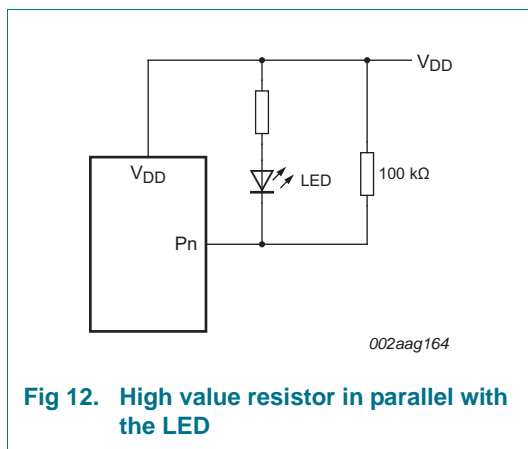 VDD
VDD
LED
100 kΩ
Pn
002aag164
Fig 12. High value resistor in parallel with
the LED